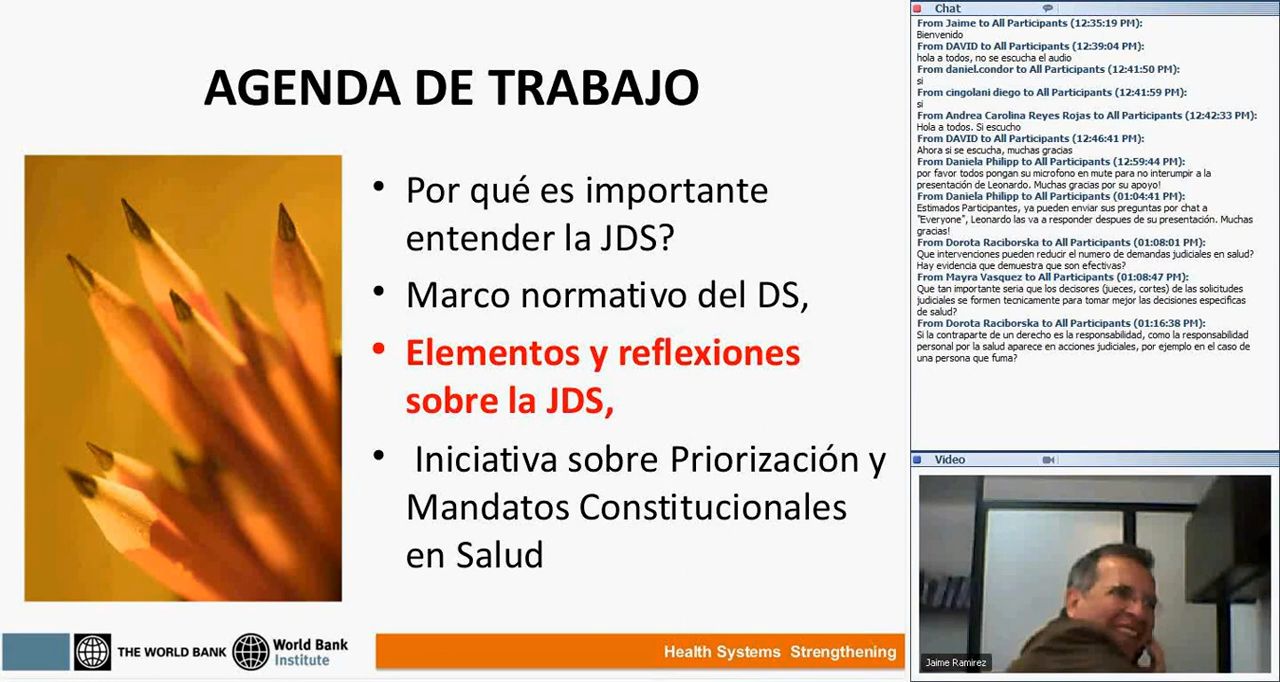 AGENDA DE TRABAJO
• Por qué es importante
entender la JDS?
• Marco normativo del DS,
• Elementos y reflexiones
sobre la JDS,
• Iniciativa sobre Priorización y
Mandatos Constitucionales
en Salud
THE WORLD BANK
World Bank
Institute
Health Systems Strengthening
Chat
From Jaime to All Participants (12:35:19 PM):
Bienvenido
From DAVID to All Participants (12:39:04 PM):
hola a todos, no se escucha el audio
From daniel.condor to All Participants (12:41:50 PM):
si
From cingolani diego to All Participants (12:41:59 PM):
si
From Andrea Carolina Reyes Rojas to All Participants (12:42:33 PM):
Hola a todos. Si escucho
From DAVID to All Participants (12:46:41 PM):
Ahora si se escucha, muchas gracias
From Daniela Philipp to All Participants (12:59:44 PM):
por favor todos pongan su microfono en mute para no interumpir a la
presentación de Leonardo. Muchas gracias por su apoyo!
From Daniela Philipp to All Participants (01:04:41 PM):
Estimados Participantes, ya pueden enviar sus preguntas por chat a
"Everyone", Leonardo las va a responder despues de su presentación. Muchas
gracias!
From Dorota Raciborska to All Participants (01:08:01 PM):
Que intervenciones pueden reducir el numero de demandas judiciales en salud?
Hay evidencia que demuestra que son efectivas?
From Mayra Vasquez to All Participants (01:08:47 PM):
Que tan importante seria que los decisores (jueces, cortes) de las solicitudes
judiciales se formen tecnicamente para tomar mejor las decisiones especificas
de salud?
From Dorota Raciborska to All Participants (01:16:38 PM):
Si la contraparte de un derecho es la responsabilidad, como la responsabilidad
personal por la salud aparece en acciones judiciales, por ejemplo en el caso de
una persona que fuma?
Video
Jaime Ramirez